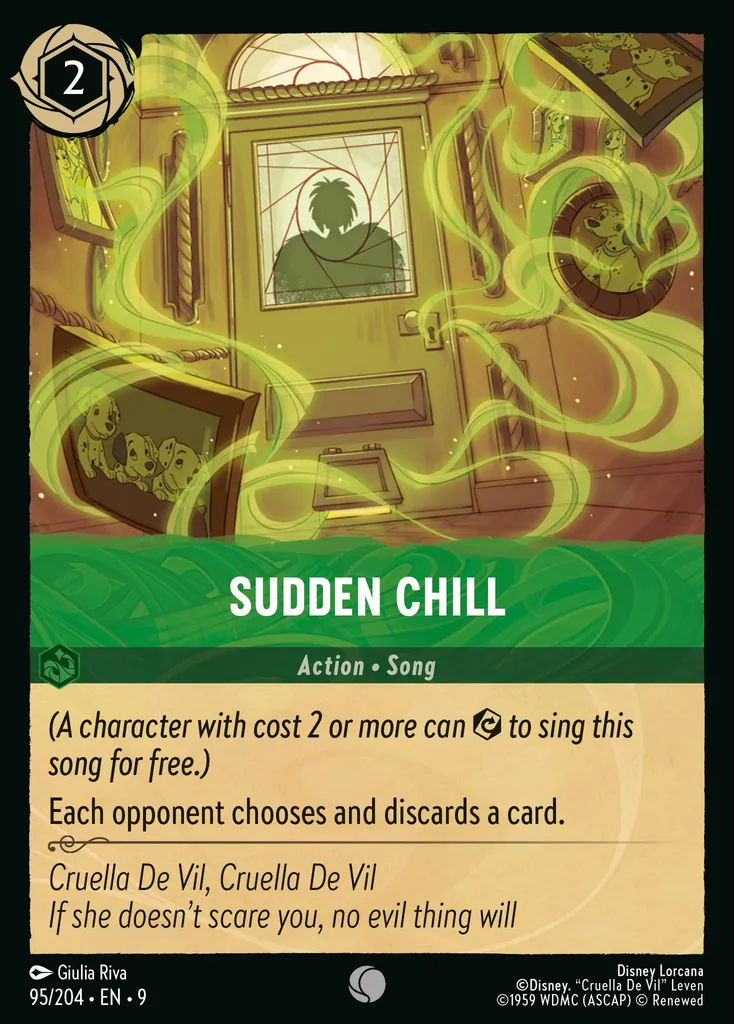 2
SUDDEN CHILL
Action • Song
(A character with cost 2 or more can to sing this
song for free.)
Each opponent chooses and discards a card.
Cruella De Vil, Cruella De Vil
If she doesn't scare you, no evil thing will
Giulia Riva
95/204 • EN • 9
Disney Lorcana
©Disney. “Cruella De Vil” Leven
©1959 WDMC (ASCAP) © Renewed